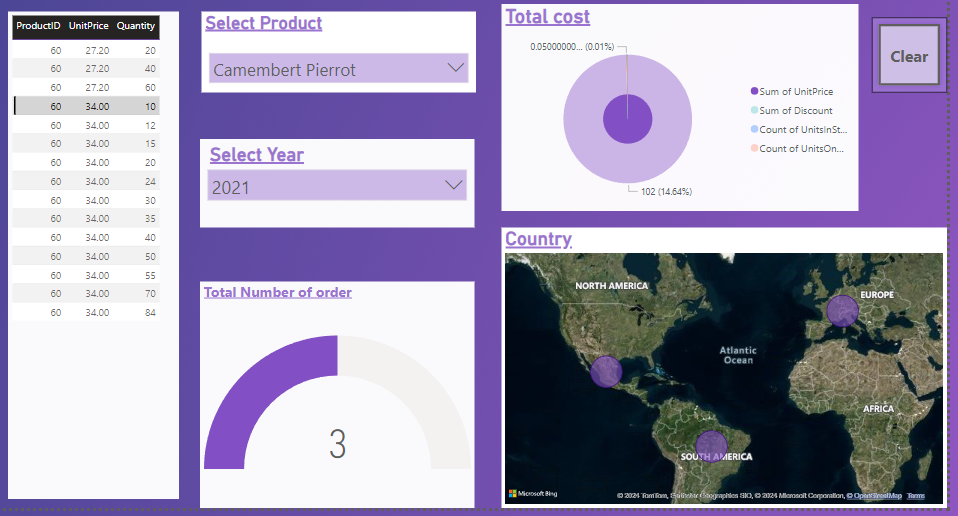 ProductID UnitPrice Quantity
60 27.20 20
60 27.20 40
60 27.20 60
60 34.00 10
60 34.00 12
60 34.00 15
60 34.00 20
60 34.00 24
60 34.00 30
60 34.00 35
60 34.00 40
60 34.00 50
60 34.00 55
60 34.00 70
60 34.00 84
Select Product
Camembert Pierrot
Select Year
2021
Total Number of order
3
Total cost
0.05000000... (0.01%)
102 (14.64%)
Sum of UnitPrice
Sum of Discount
Count of UnitsInSt...
Count of UnitsOn...
Clear
Country
NORTH AMERICA
EUROPE
Atlantic
Ocean
AFRICA
SOUTH AMERICA
Microsoft Bing
© 2024 TomTom, Earthstar Geographics SIO, © 2024 Microsoft Corporation, © OpenStreetMap Terms